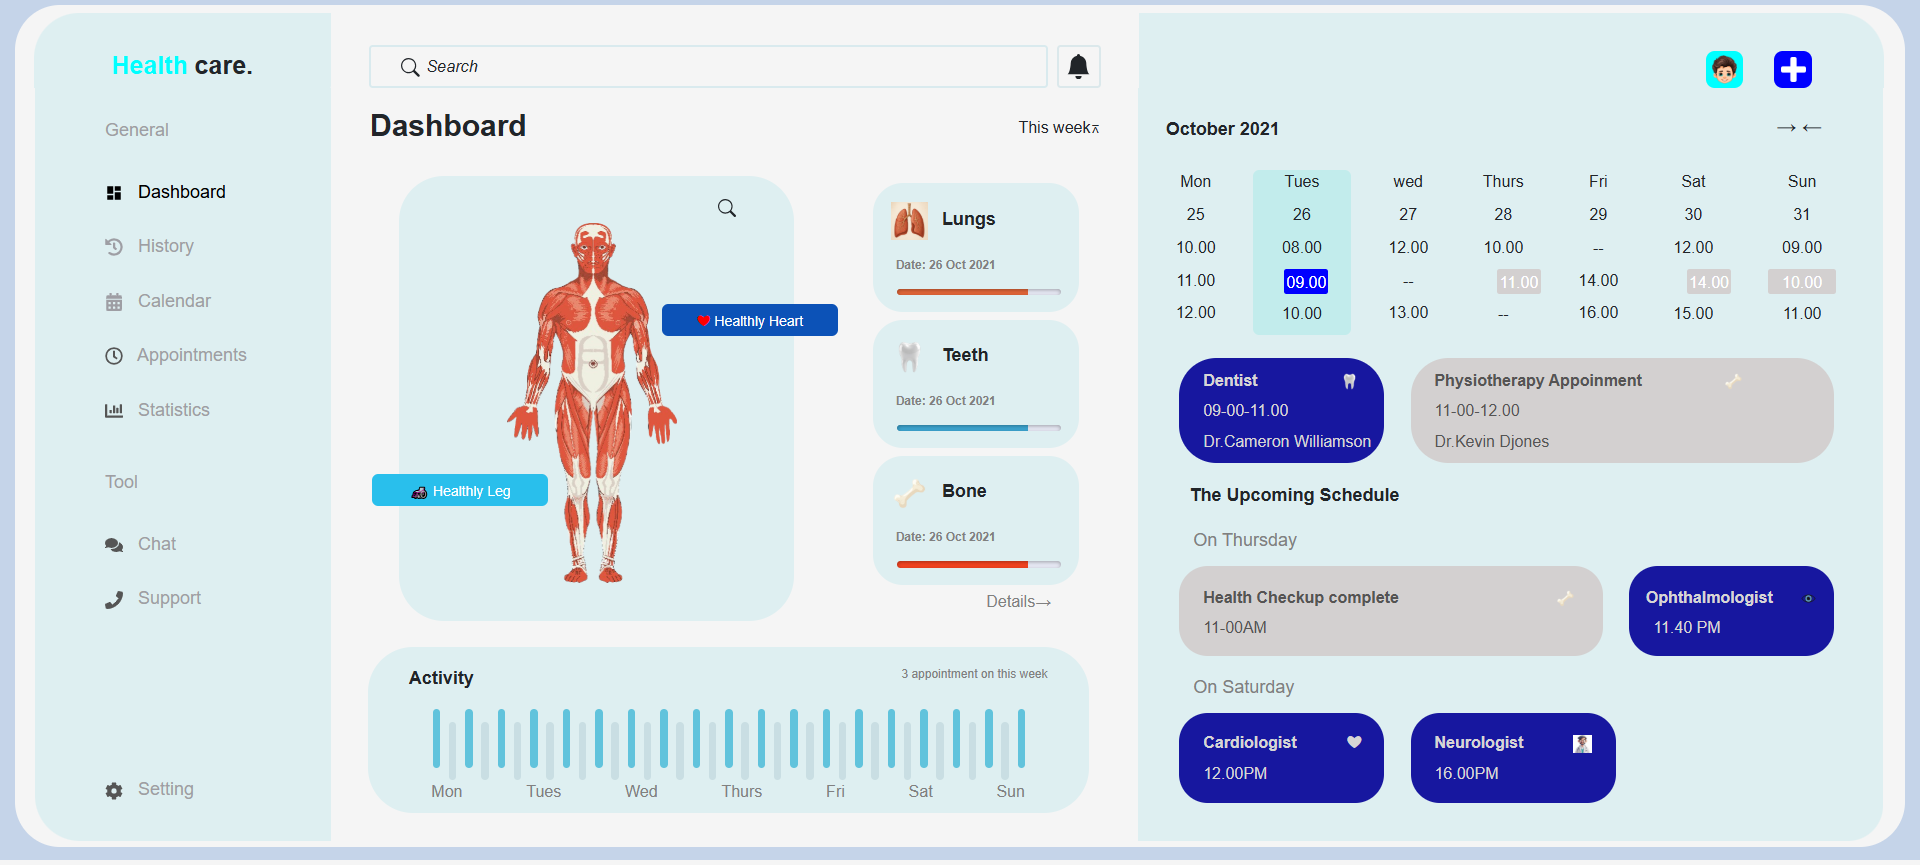 Health care.
General
Dashboard
History
Calendar
Appointments
Statistics
Tool
Chat
Support
Setting
Search
Dashboard
This week
Healthly Heart
Healthly Leg
Lungs
Date: 26 Oct 2021
Teeth
Date: 26 Oct 2021
Bone
Date: 26 Oct 2021
Details→
Activity
3 appointment on this week
Mon Tues Wed Thurs Fri Sat Sun
October 2021
→ ←
Mon Tues wed Thurs Fri Sat Sun
25 26 27 28 29 30 31
10.00 08.00 12.00 10.00 -- 12.00 09.00
11.00 09.00 -- 11.00 14.00 14.00 10.00
12.00 10.00 13.00 -- 16.00 15.00 11.00
Dentist
09-00-11.00
Dr.Cameron Williamson
Physiotherapy Appoinment
11-00-12.00
Dr.Kevin Djones
The Upcoming Schedule
On Thursday
Health Checkup complete
11-00AM
Ophthalmologist
11.40 PM
On Saturday
Cardiologist
12.00PM
Neurologist
16.00PM